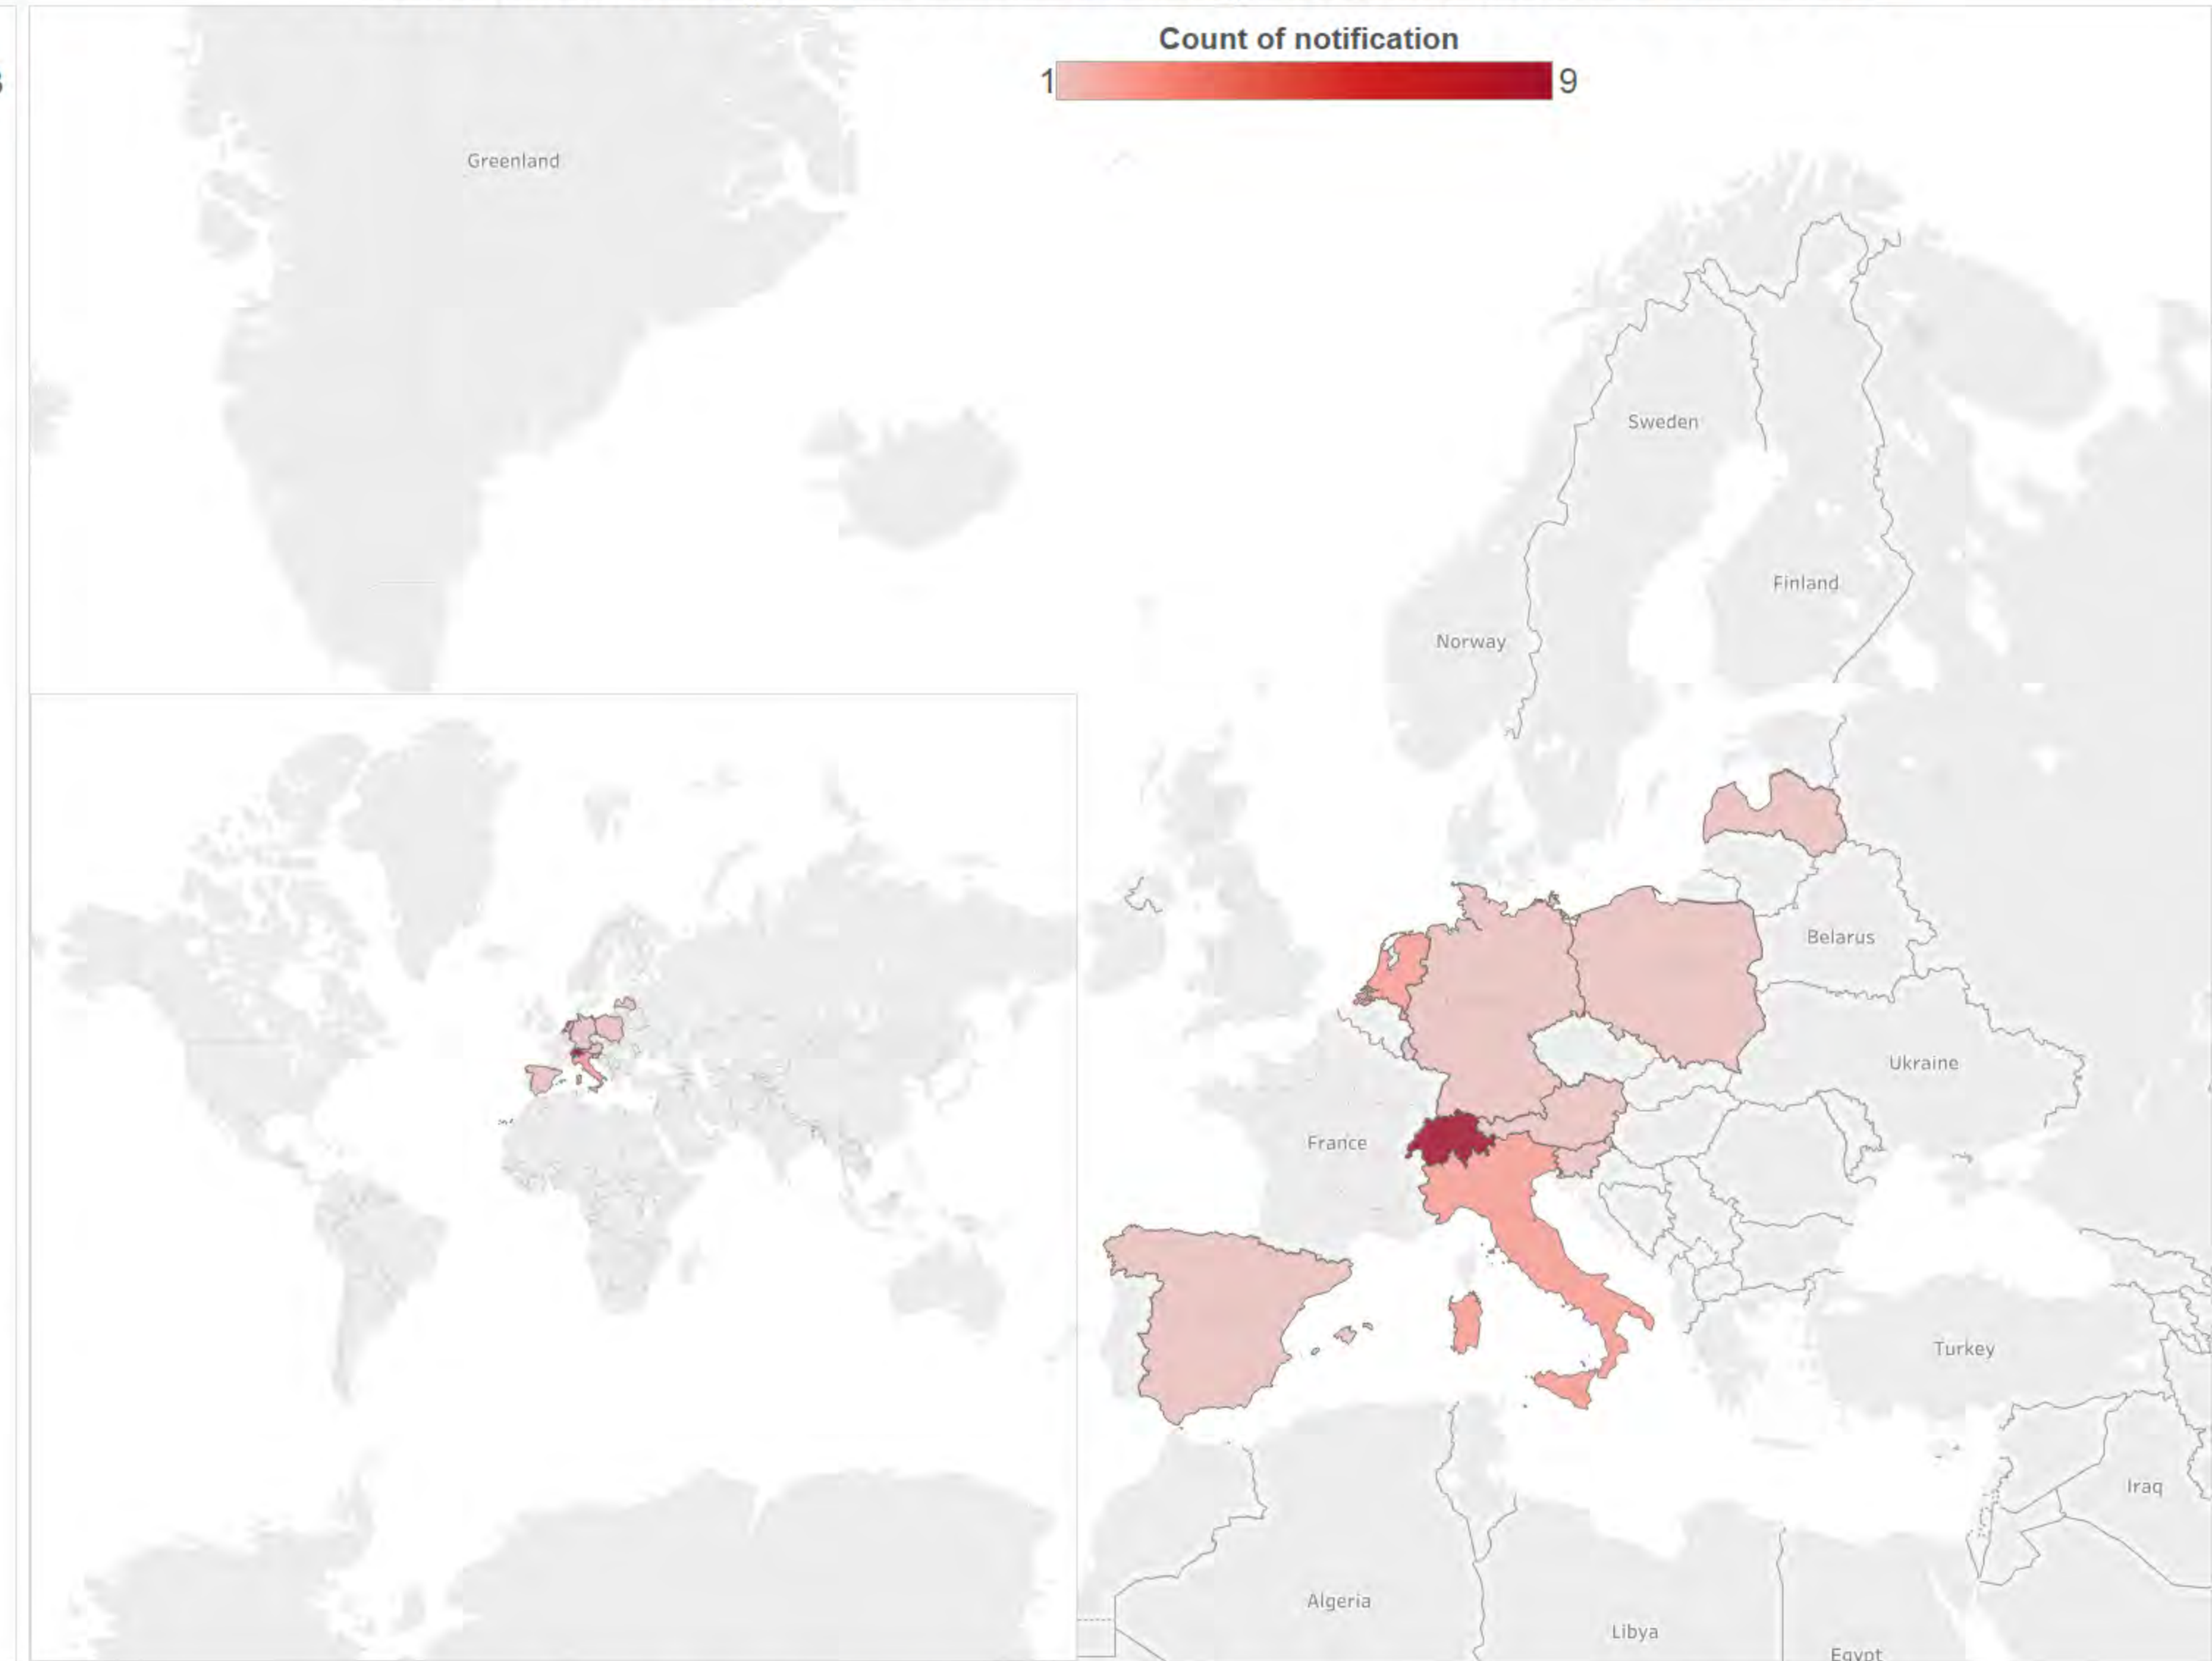 Count of notification
1 9
Greenland
Sweden
Finland
Norway
Belarus
Ukraine
France
Turkey
Iraq
Algeria
Libya
Egypt